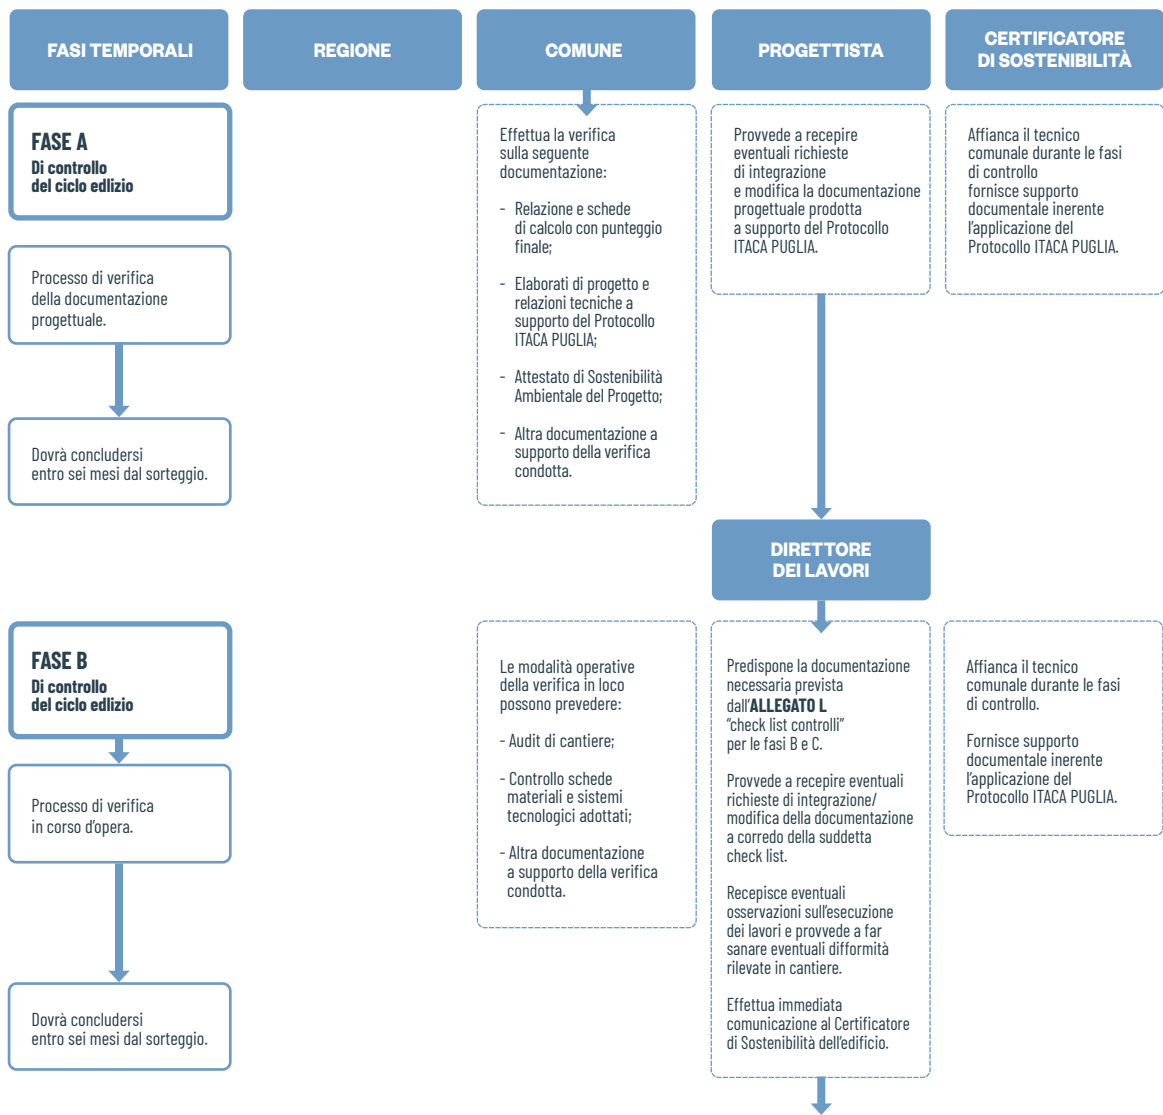 FASI TEMPORALI
REGIONE
COMUNE
PROGETTISTA
CERTIFICATORE
DI SOSTENIBILITÀ
FASE A
Di controllo
del ciclo edlizio
Processo di verifica
della documentazione
progettuale.
Dovrà concludersi
entro sei mesi dal sorteggio.
Effettua la verifica
sulla seguente
documentazione:
- Relazione e schede
di calcolo con punteggio
finale;
- Elaborati di progetto e
relazioni tecniche a
supporto del Protocollo
ITACA PUGLIA;
- Attestato di Sostenibilità
Ambientale del Progetto;
- Altra documentazione a
supporto della verifica
condotta.
Provvede a recepire
eventuali richieste
di integrazione
e modifica la documentazione
progettuale prodotta
a supporto del Protocollo
ITACA PUGLIA.
Affianca il tecnico
comunale durante le fasi
di controllo
fornisce supporto
documentale inerente
l'applicazione del
Protocollo ITACA PUGLIA.
DIRETTORE
DEI LAVORI
FASE B
Di controllo
del ciclo edlizio
Processo di verifica
in corso d'opera.
Dovrà concludersi
entro sei mesi dal sorteggio.
Le modalità operative
della verifica in loco
possono prevedere:
- Audit di cantiere;
- Controllo schede
materiali e sistemi
tecnologici adottati;
- Altra documentazione
a supporto della verifica
condotta.
Predispone la documentazione
necessaria prevista
dall'ALLEGATO L
"check list controlli"
per le fasi B e C.
Provvede a recepire eventuali
richieste di integrazione/
modifica della documentazione
a corredo della suddetta
check list.
Recepisce eventuali
osservazioni sull'esecuzione
dei lavori e provvede a far
sanare eventuali difformità
rilevate in cantiere.
Effettua immediata
comunicazione al Certificatore
di Sostenibilità dell'edificio.
Affianca il tecnico
comunale durante le fasi
di controllo.
Fornisce supporto
documentale inerente
l'applicazione del
Protocollo ITACA PUGLIA.